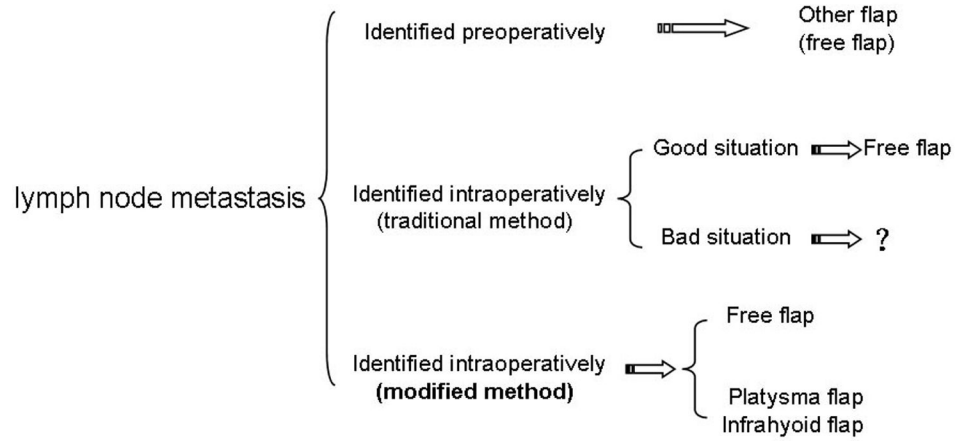 lymph node metastasis
Identified preoperatively
Other flap
(free flap)
Identified intraoperatively
(traditional method)
Good situation
Free flap
Bad situation
?
Identified intraoperatively
(modified method)
Free flap
Platysma flap
Infrahyoid flap